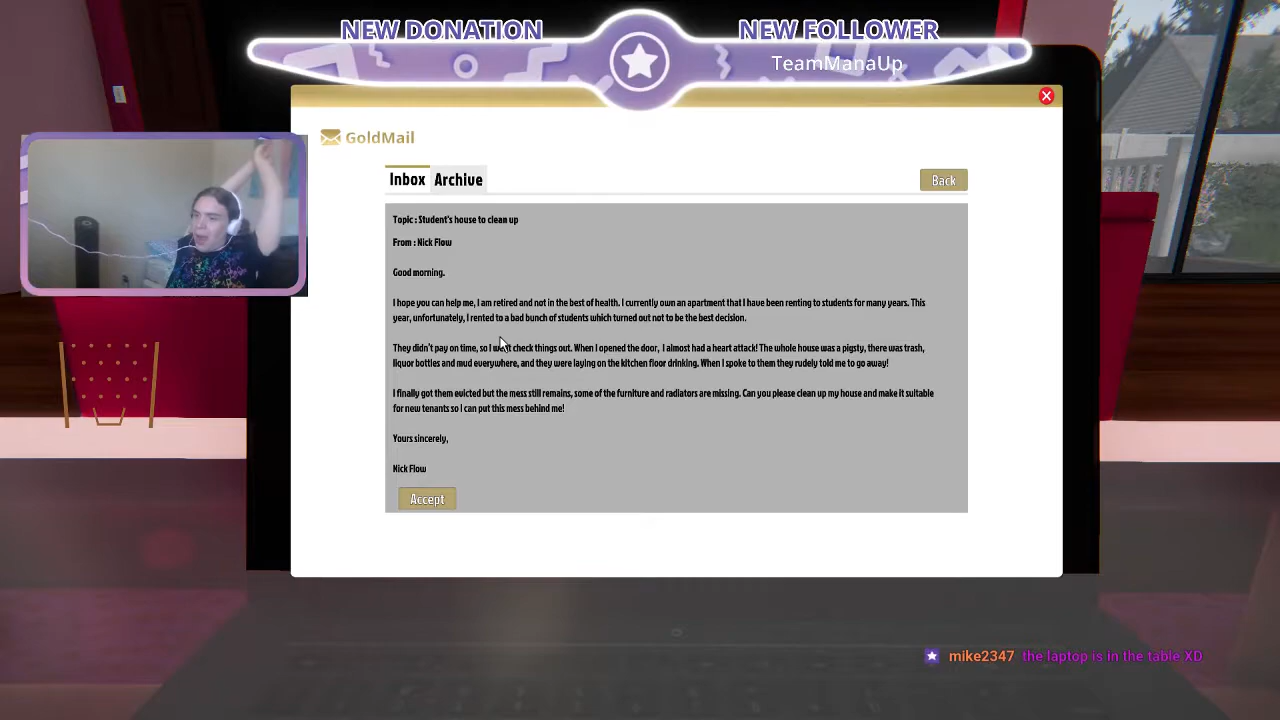 NEW DONATION
NEW FOLLOWER
TeamManaUp
GoldMail
Inbox
Archive
Back
Topic : Student's house to clean up
From : Nick Flow
Good morning.
I hope you can help me, I am retired and not in the best of health. I currently own an apartment that I have been renting to students for many years. This
year, unfortunately, I rented to a bad bunch of students which turned out not to be the best decision.
They didn't pay on time, so I went check things out. When I opened the door, I almost had a heart attack! The whole house was a pigsty, there was trash,
liquor bottles and mud everywhere, and they were laying on the kitchen floor drinking. When I spoke to them they rudely told me to go away!
I finally got them evicted but the mess still remains, some of the furniture and radiators are missing. Can you please clean up my house and make it suitable
for new tenants so I can put this mess behind me!
Yours sincerely,
Nick Flow
Accept
mike2347 the laptop is in the table XD